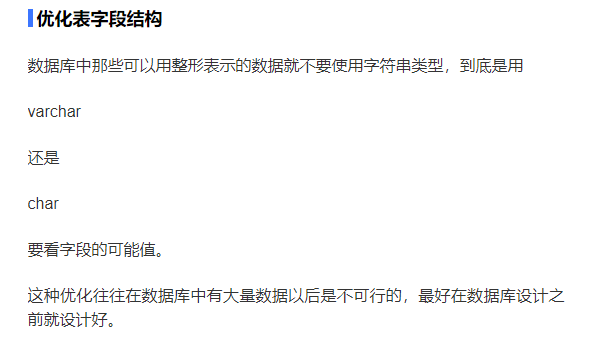 优化表字段结构
数据库中那些可以用整形表示的数据就不要使用字符串类型，到底是用
varchar
还是
char
要看字段的可能值。
这种优化往往在数据库中有大量数据以后是不可行的，最好在数据库设计之
前就设计好。